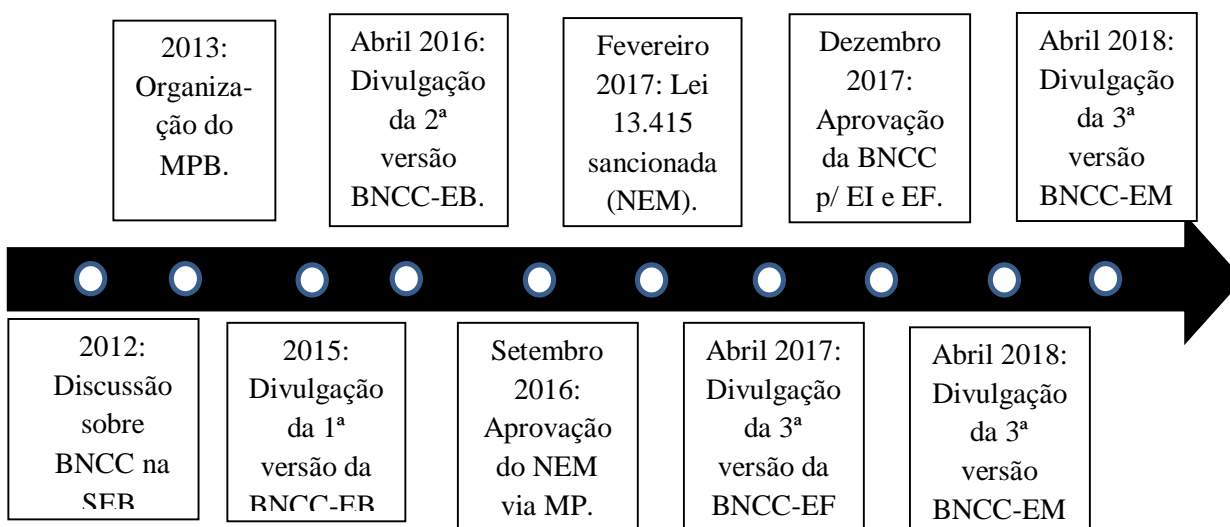 2013:
Organiza-
ção do
MPB.
Abril 2016:
Divulgação
da 2ª
versão
BNCC-EB.
Fevereiro
2017: Lei
13.415
sancionada
(NEM).
Dezembro
2017:
Aprovação
da BNCC
p/ EI e EF.
Abril 2018:
Divulgação
da 3ª
versão
BNCC-EM
2012:
Discussão
sobre
BNCC na
SEB
2015:
Divulgação
da 1ª
versão da
BNCC-EB
Setembro
2016:
Aprovação
do NEM
via MP.
Abril 2017:
Divulgação
da 3ª
versão da
BNCC-EF
Abril 2018:
Divulgação
da 3ª
versão
BNCC-EM